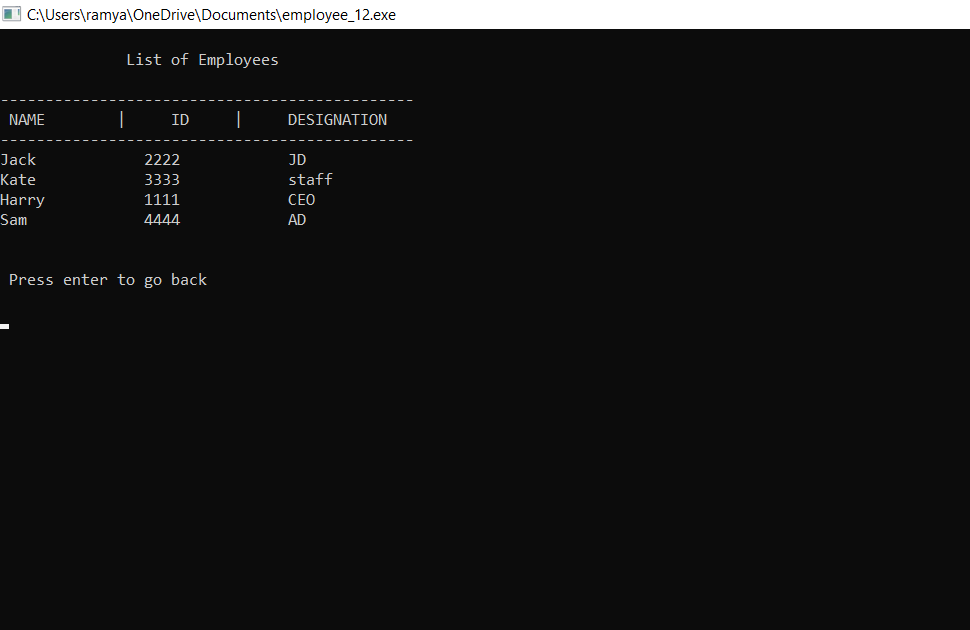 C:\Users\ramya\OneDrive\Documents\employee_12.exe
List of Employees
----------------------------------------------
NAME        |     ID     |     DESIGNATION
----------------------------------------------
Jack            2222            JD
Kate            3333            staff
Harry           1111            CEO
Sam             4444            AD
Press enter to go back